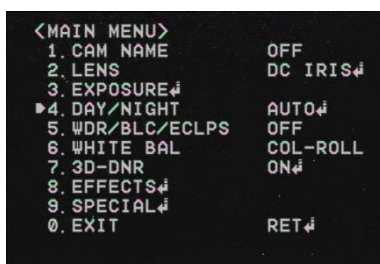 <MAIN MENU>
1. CAM NAME OFF
2. LENS DC IRIS↲
3. EXPOSURE↲
4. DAY/NIGHT AUTO↲
5. WDR/BLC/ECLPS OFF
6. WHITE BAL COL-ROLL
7. 3D-DNR ON↲
8. EFFECTS↲
9. SPECIAL↲
0. EXIT RET↲